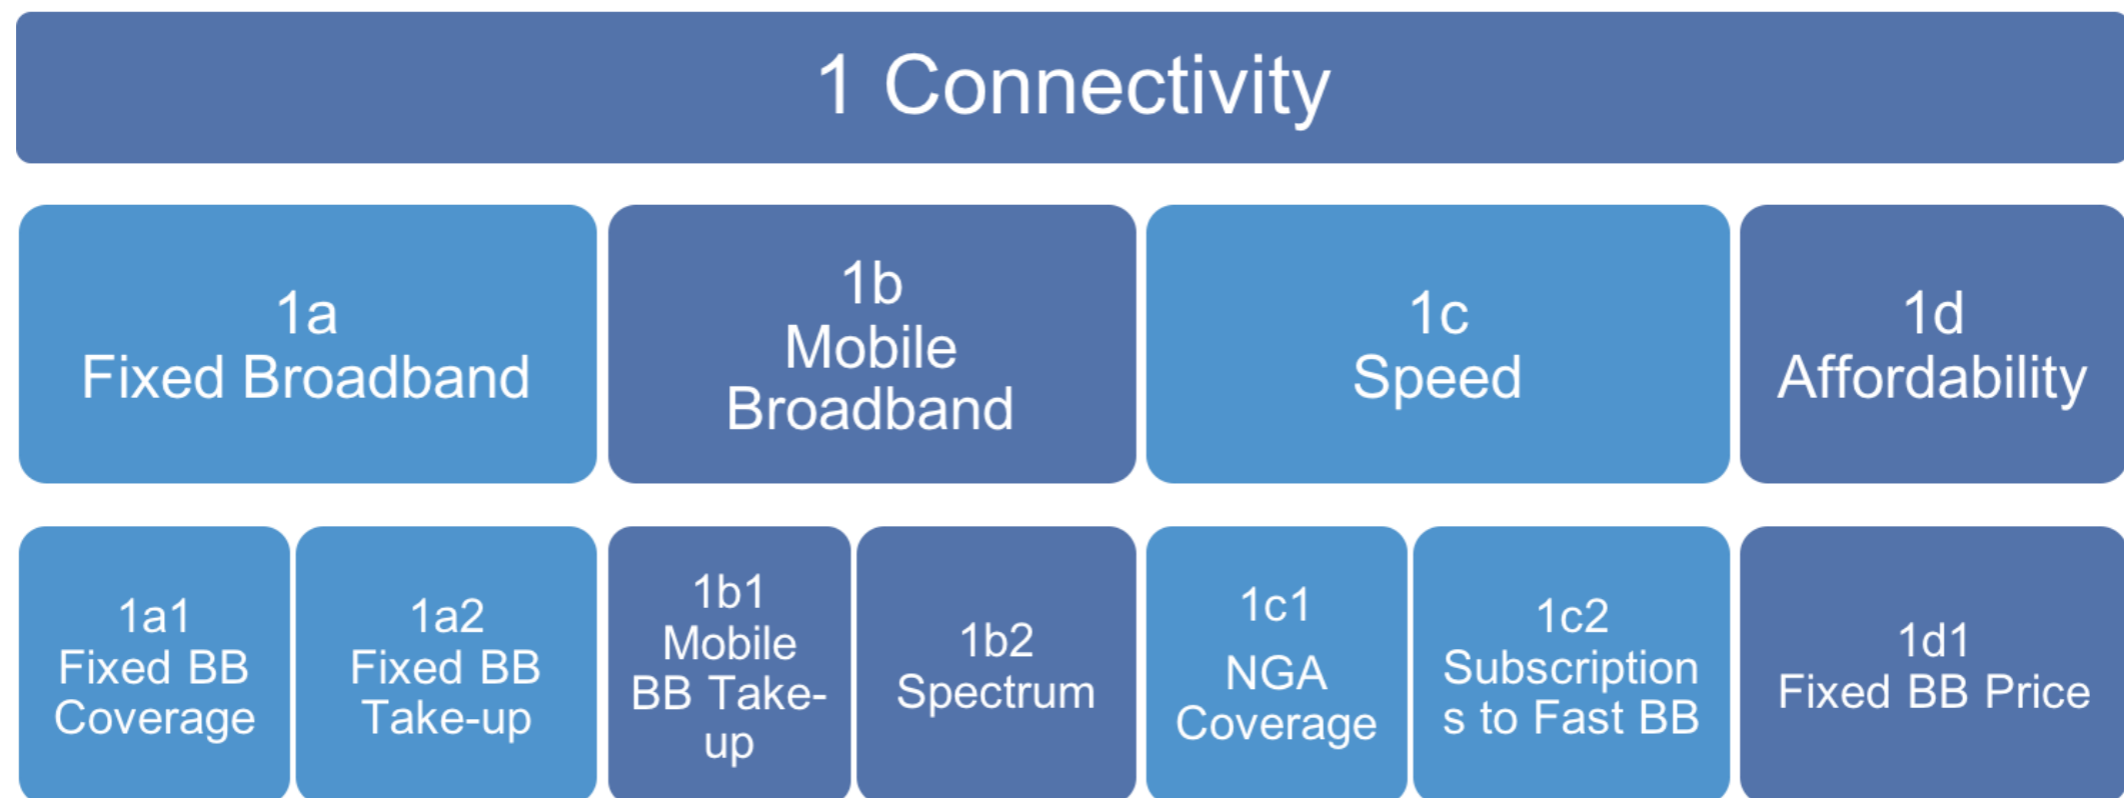 1 Connectivity
1a
Fixed Broadband
1b
Mobile
Broadband
1c
Speed
1d
Affordability
1a1
Fixed BB
Coverage
1a2
Fixed BB
Take-up
1b1
Mobile
BB Take-
up
1b2
Spectrum
1c1
NGA
Coverage
1c2
Subscription
s to Fast BB
1d1
Fixed BB Price